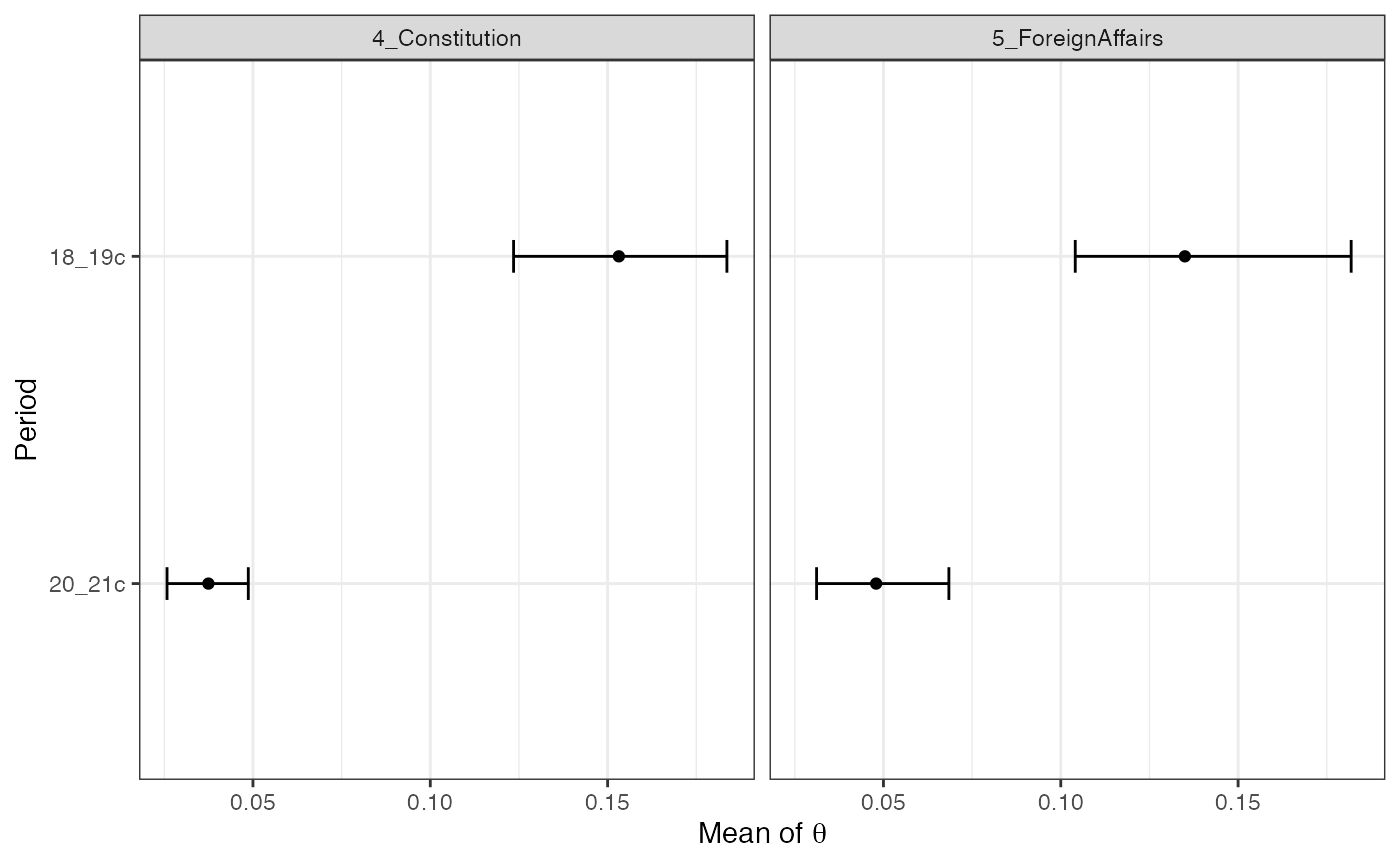 4_Constitution
5_ForeignAffairs
Period
18_19c
20_21c
0.05 0.10 0.15
0.05 0.10 0.15
Mean of θ